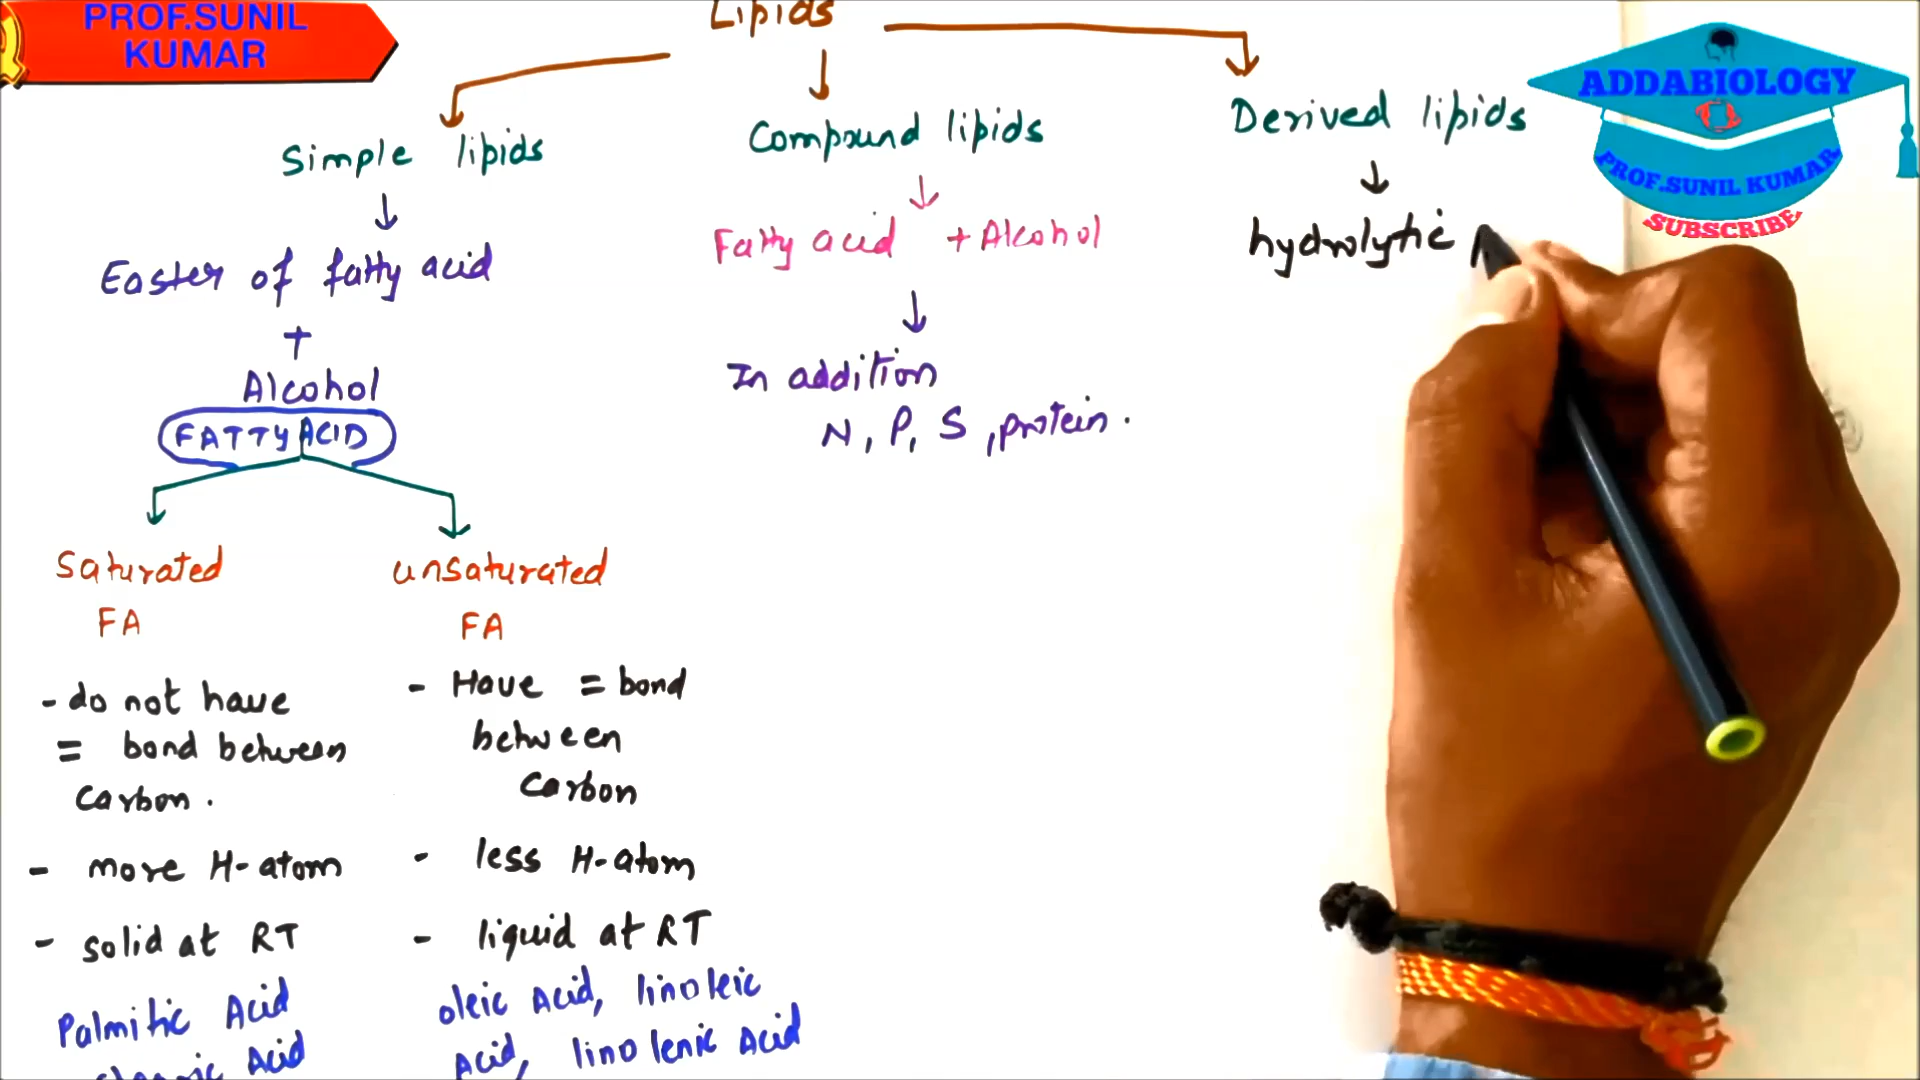 PROF.SUNIL
KUMAR
Lipids
Simple lipids
Easter of fatty acid
+
Alcohol
FATTY ACID
Saturated
FA
- do not have
= bond between
carbon.
- more H-atom
- solid at RT
Palmitic Acid
Acid
unsaturated
FA
- Have = bond
between
carbon
- less H-atom
- liquid at RT
oleic Acid, linoleic
Acid, linolenic Acid
Compound lipids
Fatty acid + Alcohol
In addition
N, P, S, protein.
Derived lipids
hydrolytic
ADDABIOLOGY
PROF.SUNIL KUMAR
SUBSCRIBE